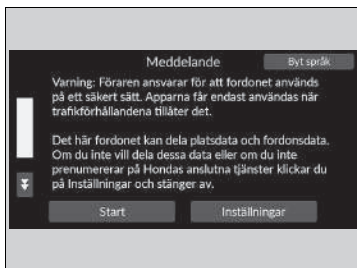 Meddelande
Byt språk
Varning: Föraren ansvarar för att fordonet används
på ett säkert sätt. Apparna får endast användas när
trafikförhållandena tillåter det.
Det här fordonet kan dela platsdata och fordonsdata.
Om du inte vill dela dessa data eller om du inte
prenumererar på Hondas anslutna tjänster klickar du
på Inställningar och stänger av.
Start
Inställningar